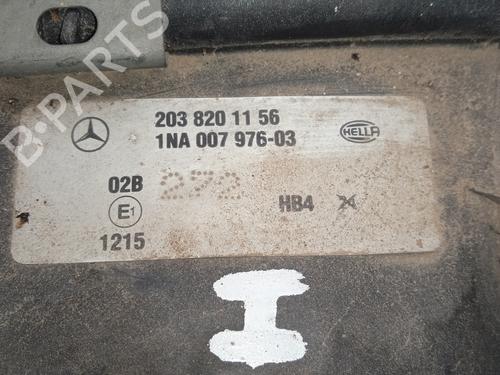 203 820 11 56
1NA 007 976-03
HELLA
02B
272
HB4
E1
1215
B-PARTS